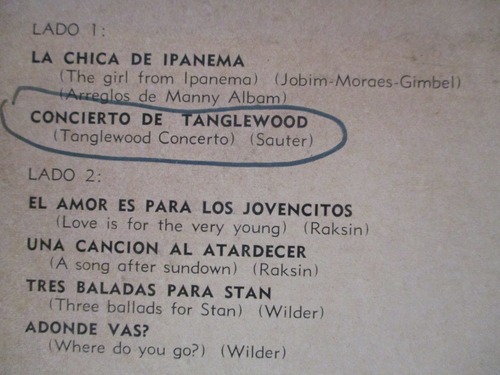 LADO 1:
LA CHICA DE IPANEMA
(The girl from Ipanema) (Jobim-Moraes-Gimbel)
(Arreglos de Manny Albam)
CONCIERTO DE TANGLEWOOD
(Tanglewood Concerto) (Sauter)
LADO 2:
EL AMOR ES PARA LOS JOVENCITOS
(Love is for the very young) (Raksin)
UNA CANCION AL ATARDECER
(A song after sundown) (Raksin)
TRES BALADAS PARA STAN
(Three ballads for Stan) (Wilder)
ADONDE VAS?
(Where do you go?) (Wilder)